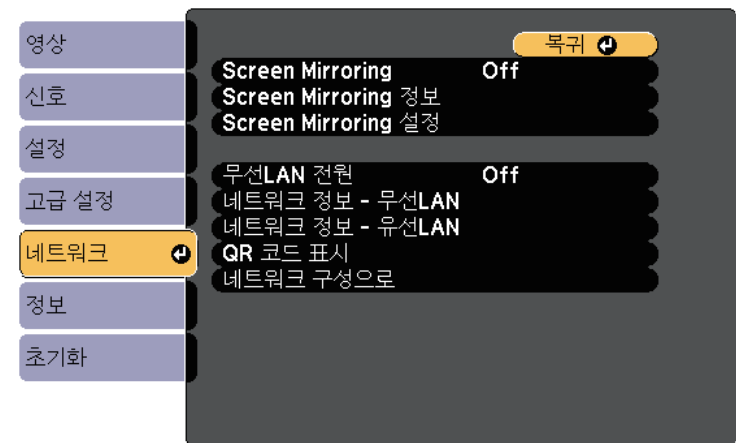 영상
신호
설정
고급 설정
네트워크
정보
초기화
복귀
Screen Mirroring Off
Screen Mirroring 정보
Screen Mirroring 설정
무선LAN 전원 Off
네트워크 정보 - 무선LAN
네트워크 정보 - 유선LAN
QR 코드 표시
네트워크 구성으로